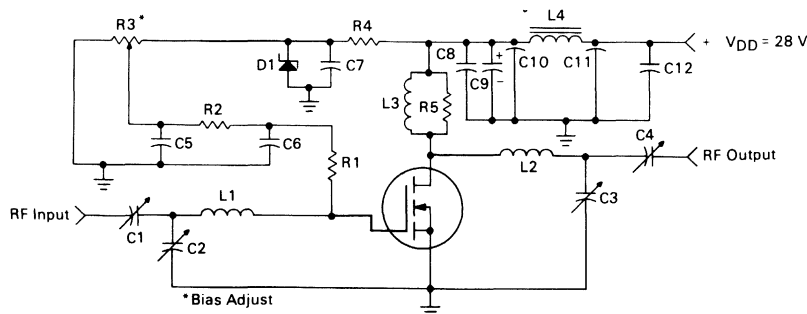 R3*
R4
L4
+ VDD = 28 V
D1
C7
C8
C9
+
–
C10
C11
C12
L3
R5
R2
C5
C6
R1
L2
C4
RF Output
C3
L1
RF Input
C1
C2
*Bias Adjust